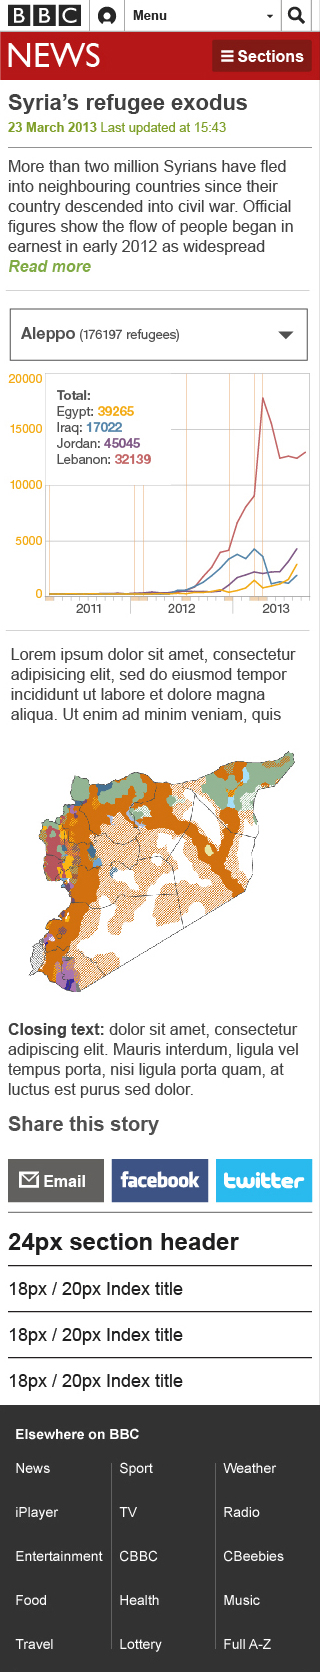 BBC Menu
NEWS Sections
Syria's refugee exodus
23 March 2013 Last updated at 15:43
More than two million Syrians have fled
into neighbouring countries since their
country descended into civil war. Official
figures show the flow of people began in
earnest in early 2012 as widespread
Read more
Aleppo (176197 refugees)
20000
Total:
Egypt: 39265
Iraq: 17022
Jordan: 45045
Lebanon: 32139
15000
10000
5000
0
2011 2012 2013
Lorem ipsum dolor sit amet, consectetur
adipisicing elit, sed do eiusmod tempor
incididunt ut labore et dolore magna
aliqua. Ut enim ad minim veniam, quis
Closing text: dolor sit amet, consectetur
adipiscing elit. Mauris interdum, ligula vel
tempus porta, nisi ligula porta quam, at
luctus est purus sed dolor.
Share this story
Email facebook twitter
24px section header
18px / 20px Index title
18px / 20px Index title
18px / 20px Index title
Elsewhere on BBC
News Sport Weather
iPlayer TV Radio
Entertainment CBBC CBeebies
Food Health Music
Travel Lottery Full A-Z